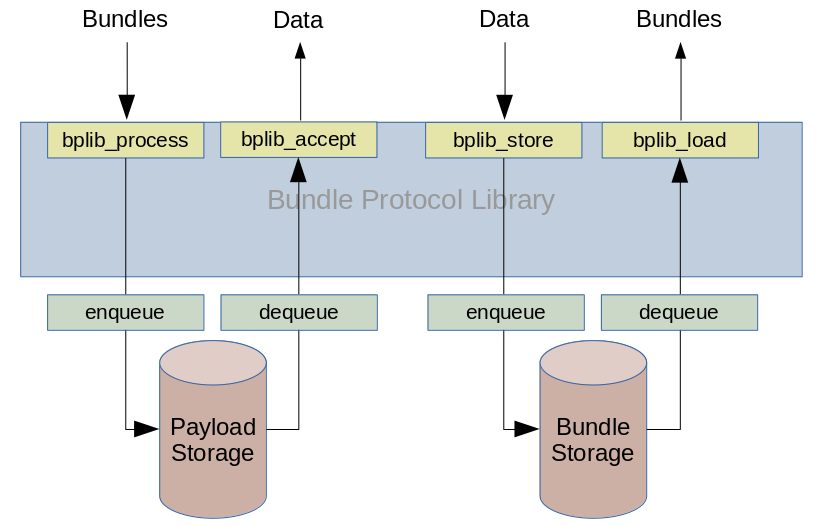 Bundles
Data
Data
Bundles
bplib_process
bplib_accept
bplib_store
bplib_load
Bundle Protocol Library
enqueue
dequeue
enqueue
dequeue
Payload
Storage
Bundle
Storage